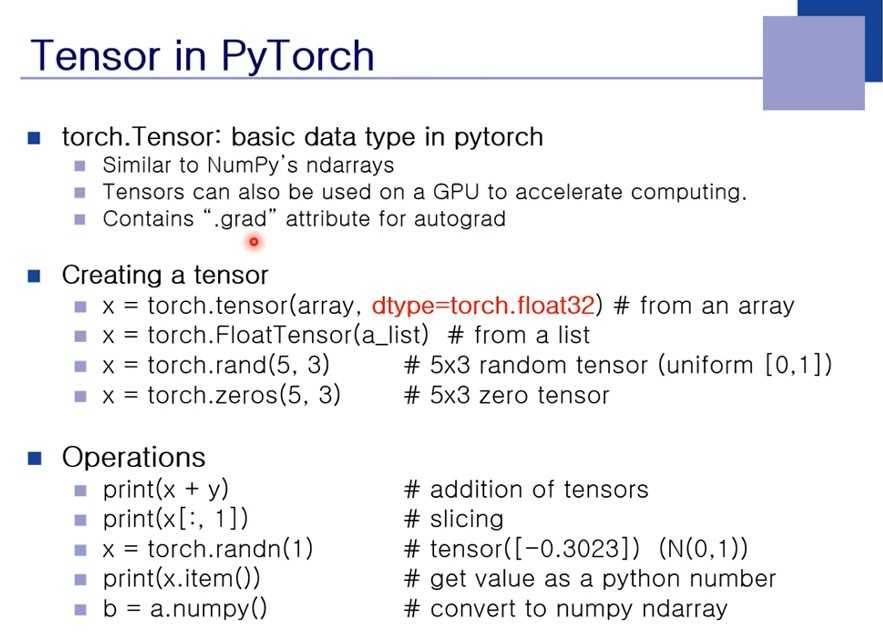 Tensor in PyTorch
torch.Tensor: basic data type in pytorch
Similar to NumPy's ndarrays
Tensors can also be used on a GPU to accelerate computing.
Contains “.grad” attribute for autograd
Creating a tensor
x = torch.tensor(array, dtype=torch.float32) # from an array
x = torch.FloatTensor(a_list) # from a list
x = torch.rand(5, 3) # 5x3 random tensor (uniform [0,1])
x = torch.zeros(5, 3) # 5x3 zero tensor
Operations
print(x + y) # addition of tensors
print(x[:, 1]) # slicing
x = torch.randn(1) # tensor([-0.3023]) (N(0,1))
print(x.item()) # get value as a python number
b = a.numpy() # convert to numpy ndarray